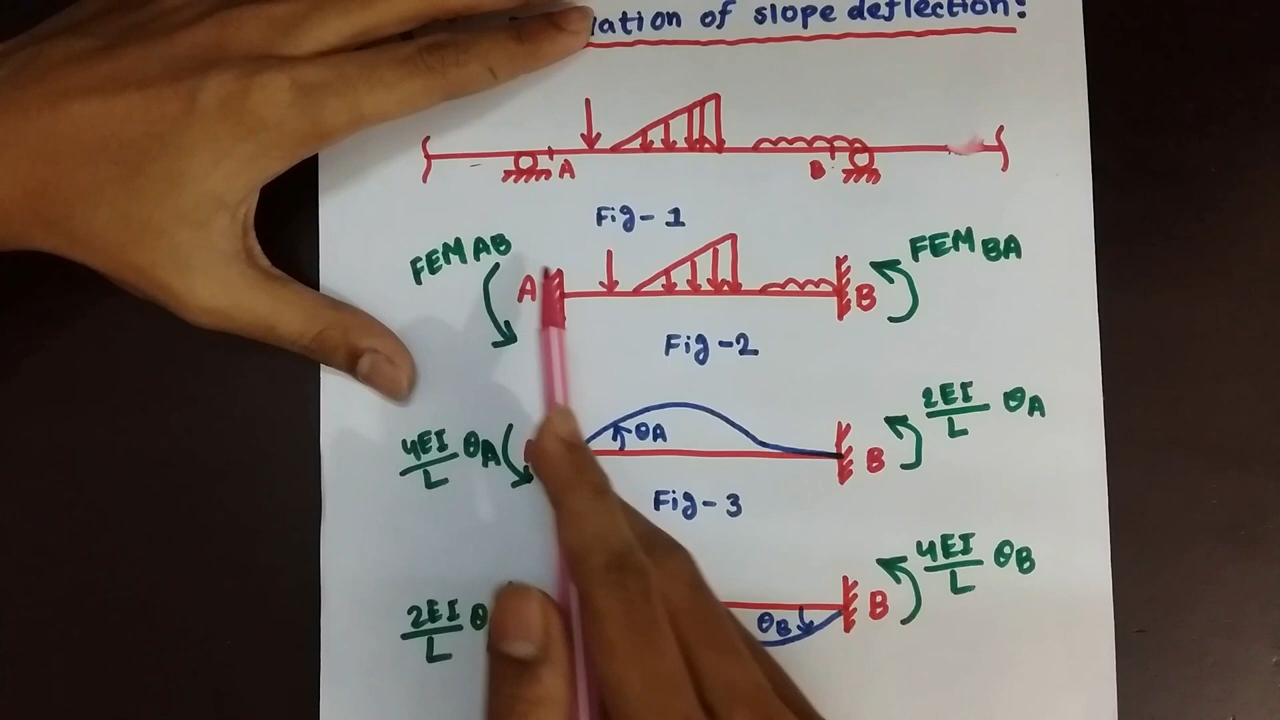 of slope deflection:
A B
Fig-1
FEM AB A B FEM BA
Fig-2
4EI/L θA θA B 2EI/L θA
Fig-3
2EI/L θ θB B 4EI/L θB